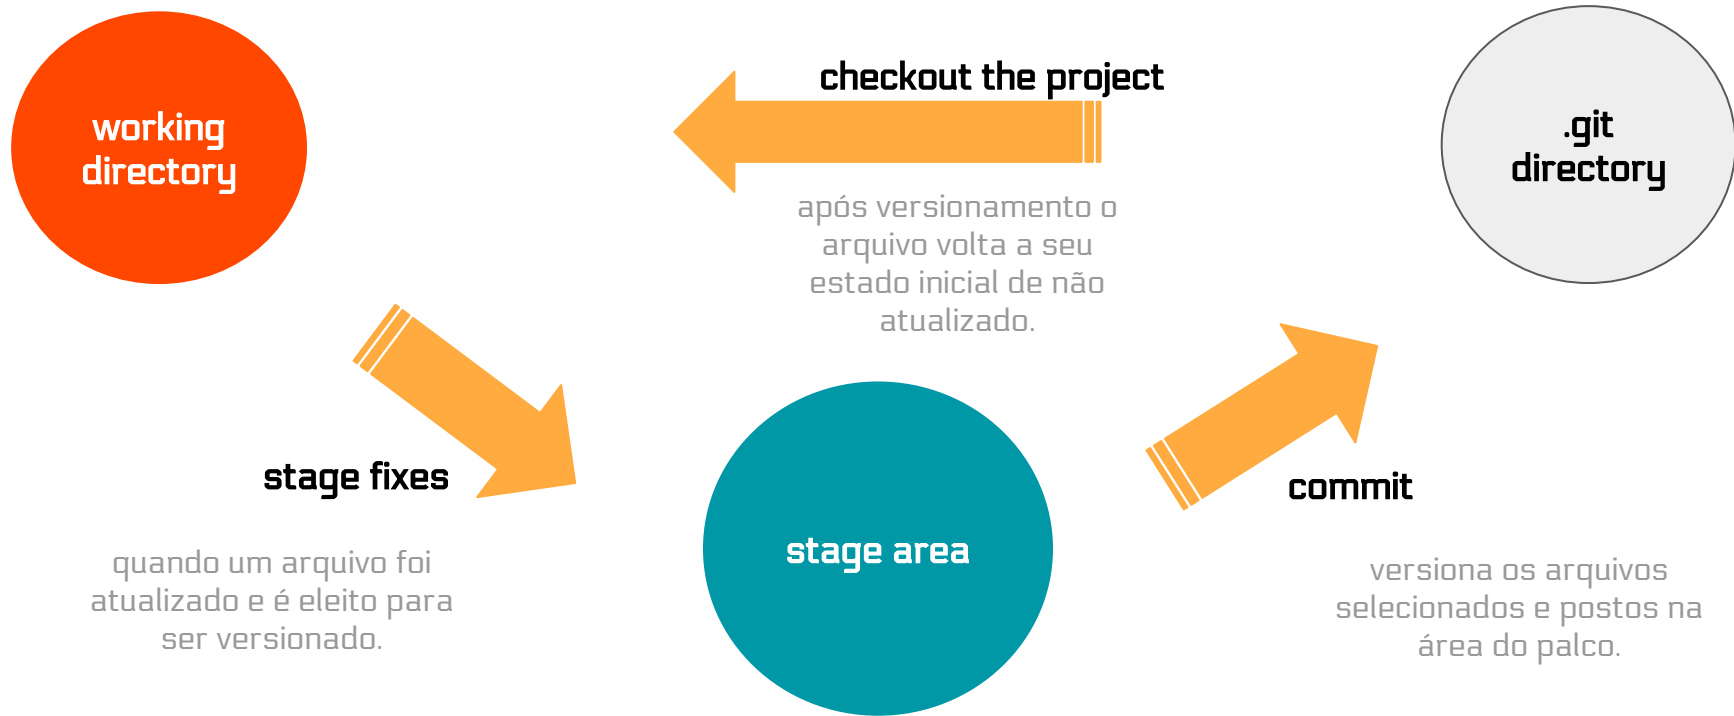 working
directory
checkout the project
.git
directory
após versionamento o
arquivo volta a seu
estado inicial de não
atualizado.
stage fixes
quando um arquivo foi
atualizado e é eleito para
ser versionado.
stage area
commit
versiona os arquivos
selecionados e postos na
área do palco.